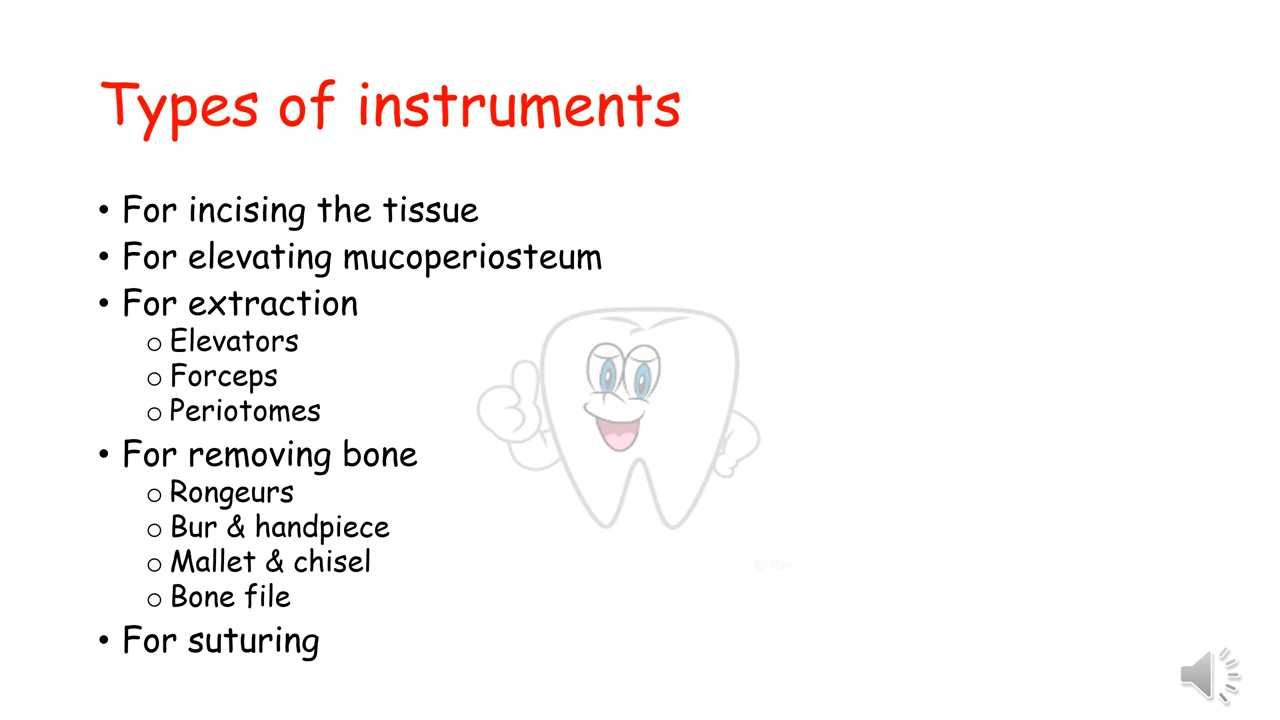 Types of instruments
• For incising the tissue
• For elevating mucoperiosteum
• For extraction
o Elevators
o Forceps
o Periotomes
• For removing bone
o Rongeurs
o Bur & handpiece
o Mallet & chisel
o Bone file
• For suturing